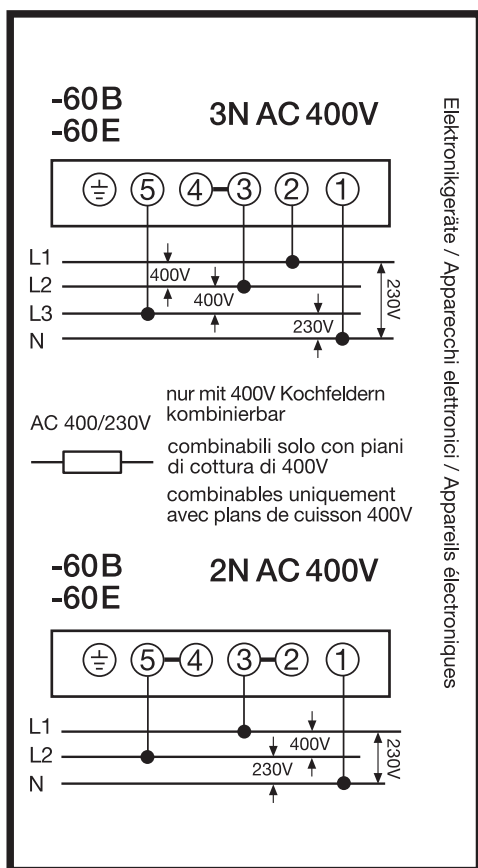 -60B
-60E
3N AC 400V
5 4 3 2 1
L1
L2
L3
N
400V
400V
230V
230V
AC 400/230V
nur mit 400V Kochfeldern
kombinierbar
combinabili solo con piani
di cottura di 400V
combinables uniquement
avec plans de cuisson 400V
-60B
-60E
2N AC 400V
5 4 3 2 1
L1
L2
N
400V
230V
230V
Elektronikgeräte / Apparecchi elettronici / Appareils électroniques